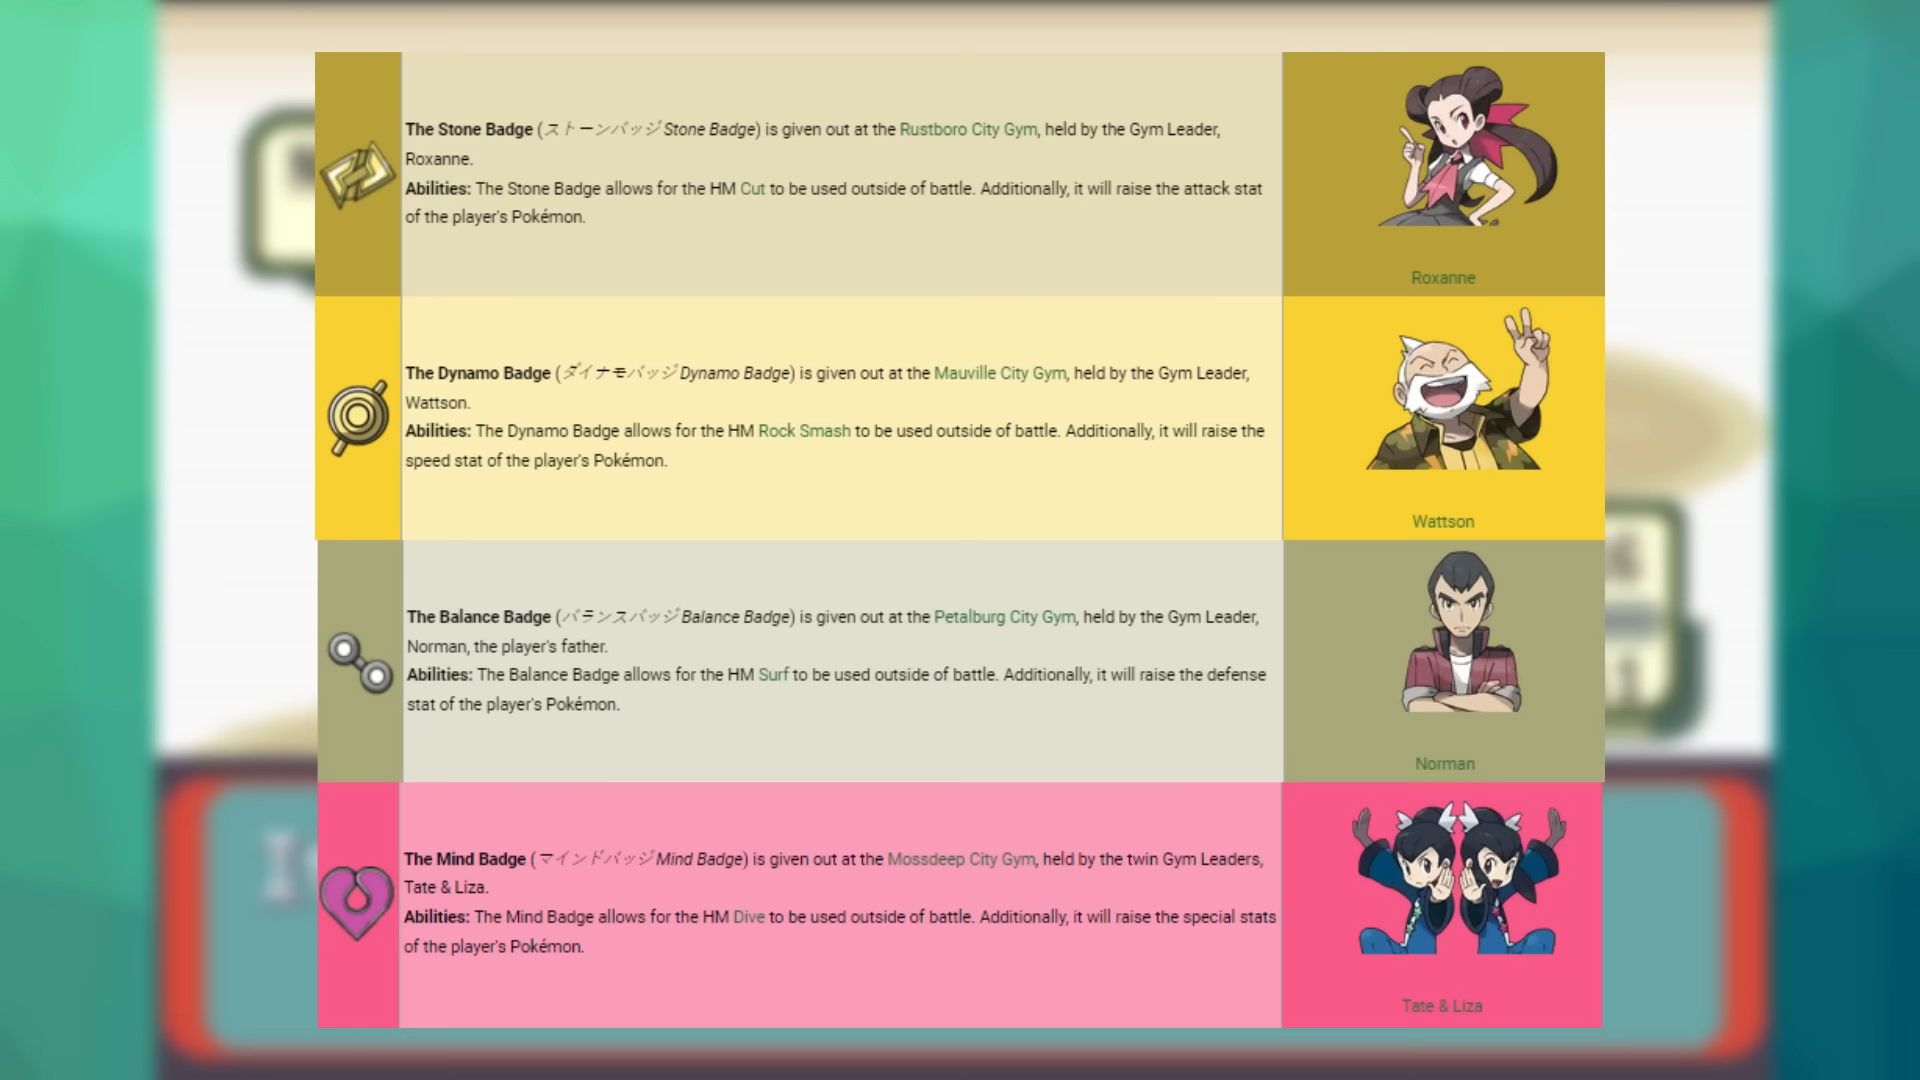 The Stone Badge (ストーンバッジ Stone Badge) is given out at the Rustboro City Gym, held by the Gym Leader,
Roxanne.
Abilities: The Stone Badge allows for the HM Cut to be used outside of battle. Additionally, it will raise the attack stat
of the player's Pokémon.
Roxanne
The Dynamo Badge (ダイナモバッジ Dynamo Badge) is given out at the Mauville City Gym, held by the Gym Leader,
Wattson.
Abilities: The Dynamo Badge allows for the HM Rock Smash to be used outside of battle. Additionally, it will raise the
speed stat of the player's Pokémon.
Wattson
The Balance Badge (バランスバッジ Balance Badge) is given out at the Petalburg City Gym, held by the Gym Leader,
Norman, the player's father.
Abilities: The Balance Badge allows for the HM Surf to be used outside of battle. Additionally, it will raise the defense
stat of the player's Pokémon.
Norman
The Mind Badge (マインドバッジ Mind Badge) is given out at the Mossdeep City Gym, held by the twin Gym Leaders,
Tate & Liza.
Abilities: The Mind Badge allows for the HM Dive to be used outside of battle. Additionally, it will raise the special stats
of the player's Pokémon.
Tate & Liza